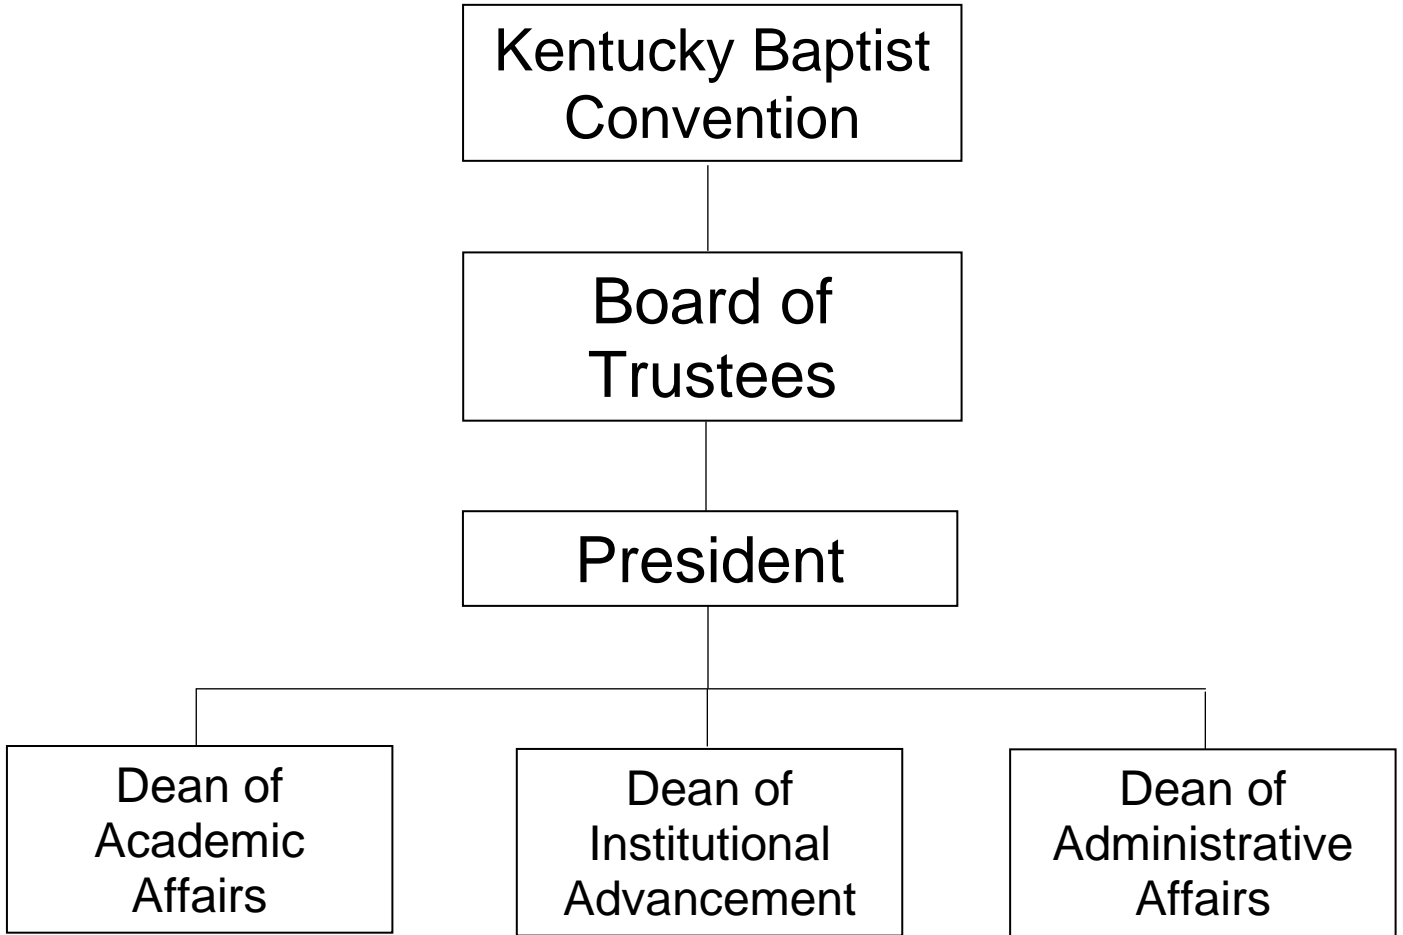 Kentucky Baptist
Convention
Board of
Trustees
President
Dean of
Academic
Affairs
Dean of
Institutional
Advancement
Dean of
Administrative
Affairs